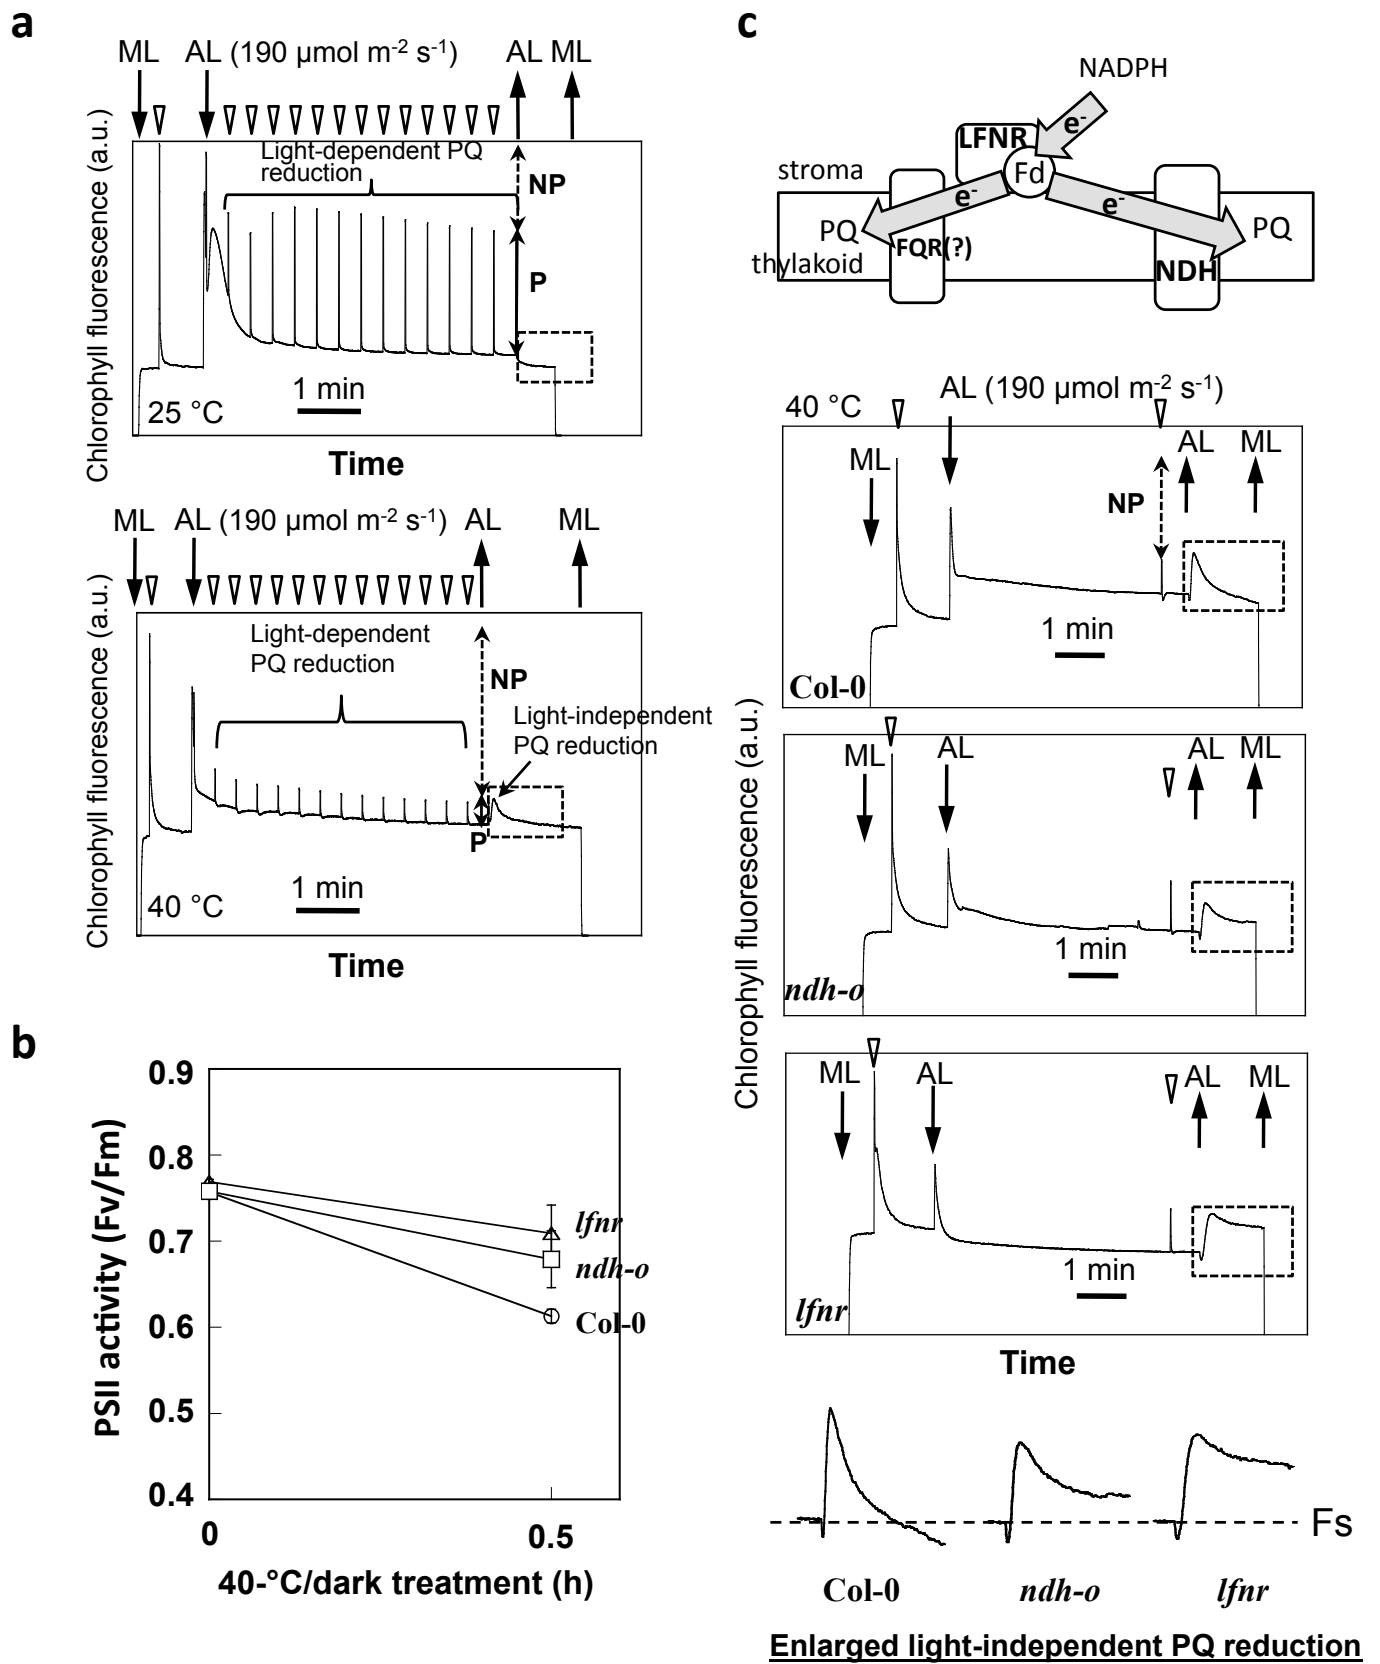 a
ML AL (190 µmol m-2 s-1) AL ML
Light-dependent PQ
reduction
NP
P
Chlorophyll fluorescence (a.u.)
1 min
25 °C
Time
ML AL (190 µmol m-2 s-1) AL ML
Light-dependent
PQ reduction
NP
Light-independent
PQ reduction
P
Chlorophyll fluorescence (a.u.)
1 min
40 °C
Time
b
0.9
0.8
0.7
0.6
0.5
0.4
PSII activity (Fv/Fm)
lfnr
ndh-o
Col-0
0 0.5
40-°C/dark treatment (h)
c
NADPH
e-
LFNR
Fd
stroma
e- e-
PQ PQ
FQR(?)
thylakoid
NDH
40 °C
AL (190 µmol m-2 s-1)
ML
AL ML
NP
1 min
Col-0
Chlorophyll fluorescence (a.u.)
ML AL AL ML
1 min
ndh-o
ML AL AL ML
1 min
lfnr
Time
Fs
Col-0 ndh-o lfnr
Enlarged light-independent PQ reduction